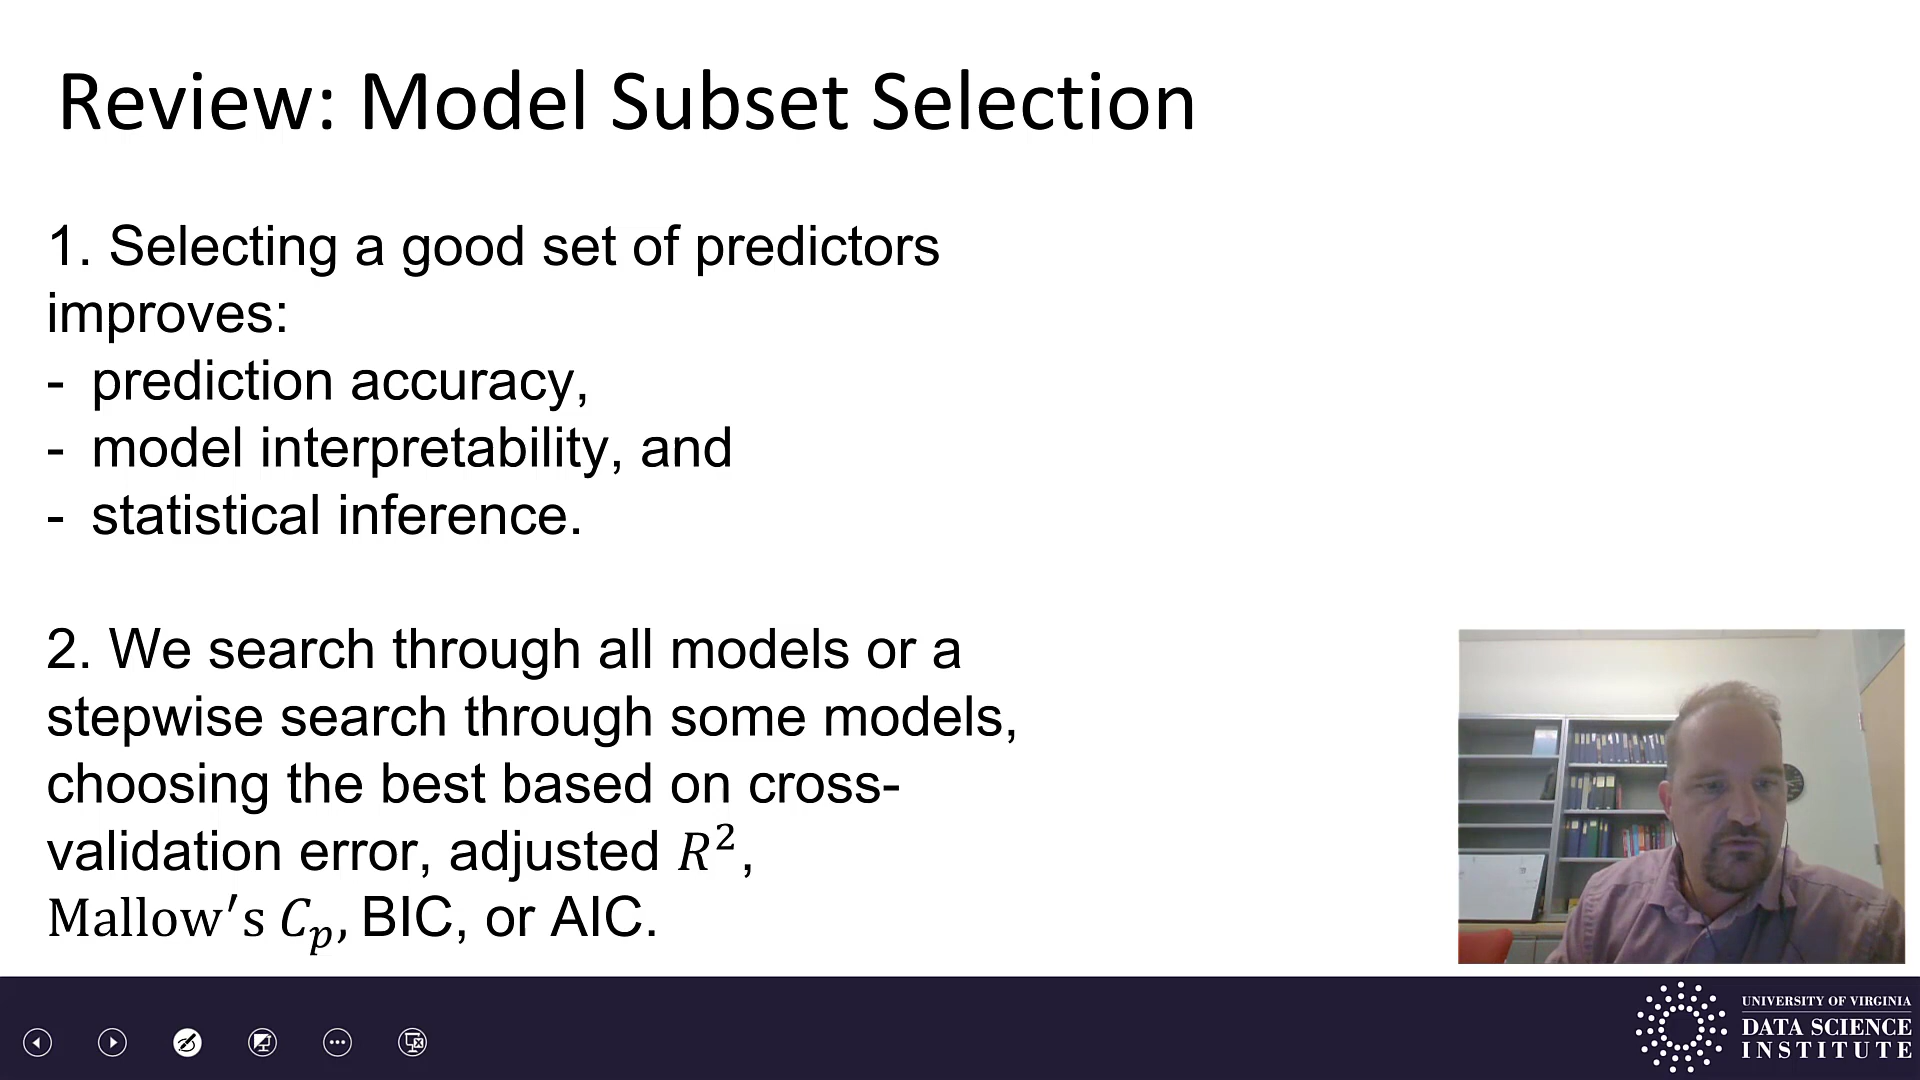 Review: Model Subset Selection
1. Selecting a good set of predictors
improves:
- prediction accuracy,
- model interpretability, and
- statistical inference.
2. We search through all models or a
stepwise search through some models,
choosing the best based on cross-
validation error, adjusted R²,
Mallow′s Cₚ, BIC, or AIC.
UNIVERSITY OF VIRGINIA
DATA SCIENCE
INSTITUTE